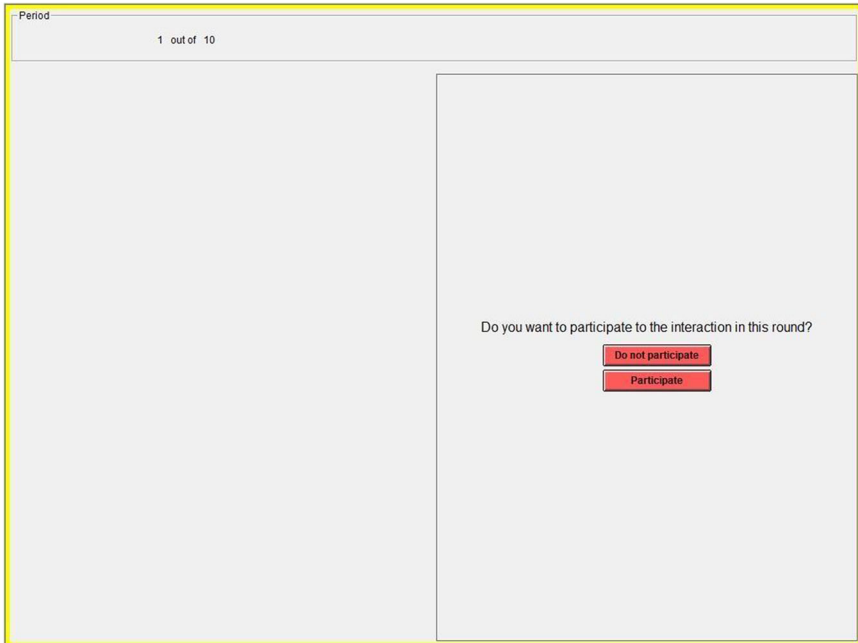 Period
1 out of 10
Do you want to participate to the interaction in this round?
Do not participate
Participate